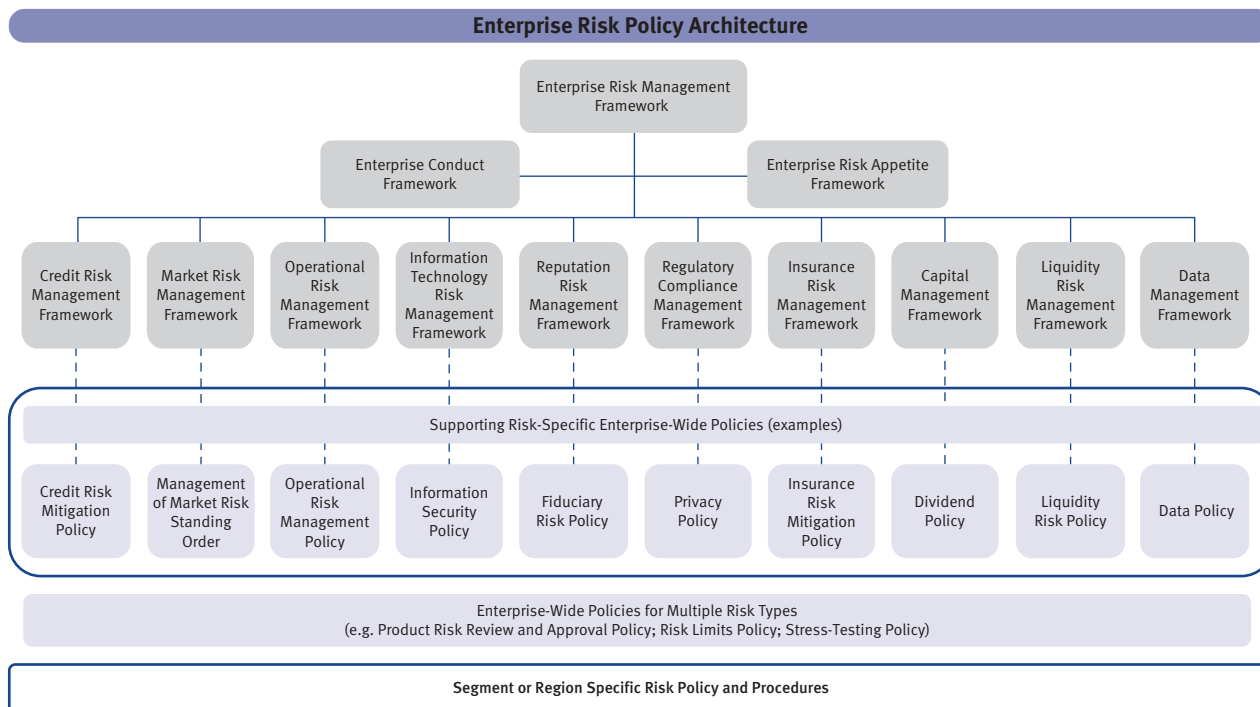 Enterprise Risk Policy Architecture
Enterprise Risk Management
Framework
Enterprise Conduct
Framework
Enterprise Risk Appetite
Framework
Credit Risk
Management
Framework
Market Risk
Management
Framework
Operational
Risk
Management
Framework
Information
Technology
Risk
Management
Framework
Reputation
Risk
Management
Framework
Regulatory
Compliance
Management
Framework
Insurance
Risk
Management
Framework
Capital
Management
Framework
Liquidity
Risk
Management
Framework
Data
Management
Framework
Supporting Risk-Specific Enterprise-Wide Policies (examples)
Credit Risk
Mitigation
Policy
Management
of Market Risk
Standing
Order
Operational
Risk
Management
Policy
Information
Security
Policy
Fiduciary
Risk Policy
Privacy
Policy
Insurance
Risk
Mitigation
Policy
Dividend
Policy
Liquidity
Risk Policy
Data Policy
Enterprise-Wide Policies for Multiple Risk Types
(e.g. Product Risk Review and Approval Policy; Risk Limits Policy; Stress-Testing Policy)
Segment or Region Specific Risk Policy and Procedures